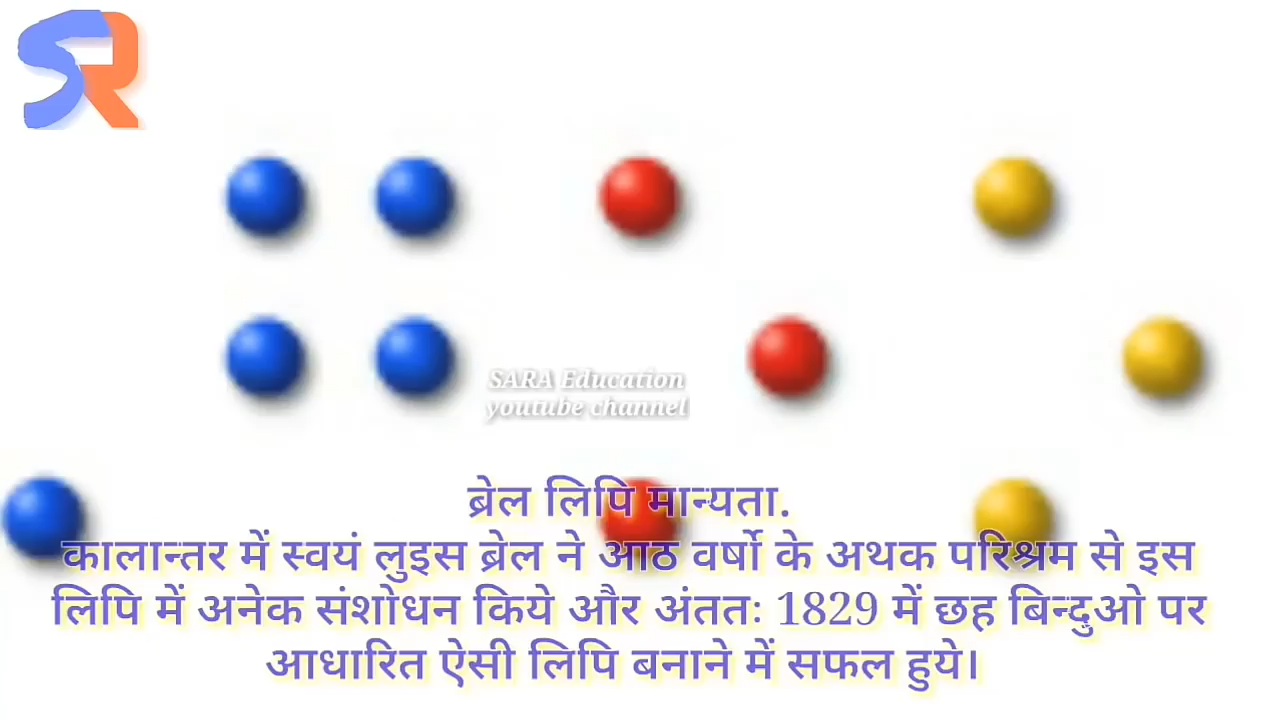 SR
SARA Education
youtube channel
ब्रेल लिपि मान्यता.
कालान्तर में स्वयं लुइस ब्रेल ने आठ वर्षो के अथक परिश्रम से इस
लिपि में अनेक संशोधन किये और अंततः 1829 में छह बिन्दुओ पर
आधारित ऐसी लिपि बनाने में सफल हुये।